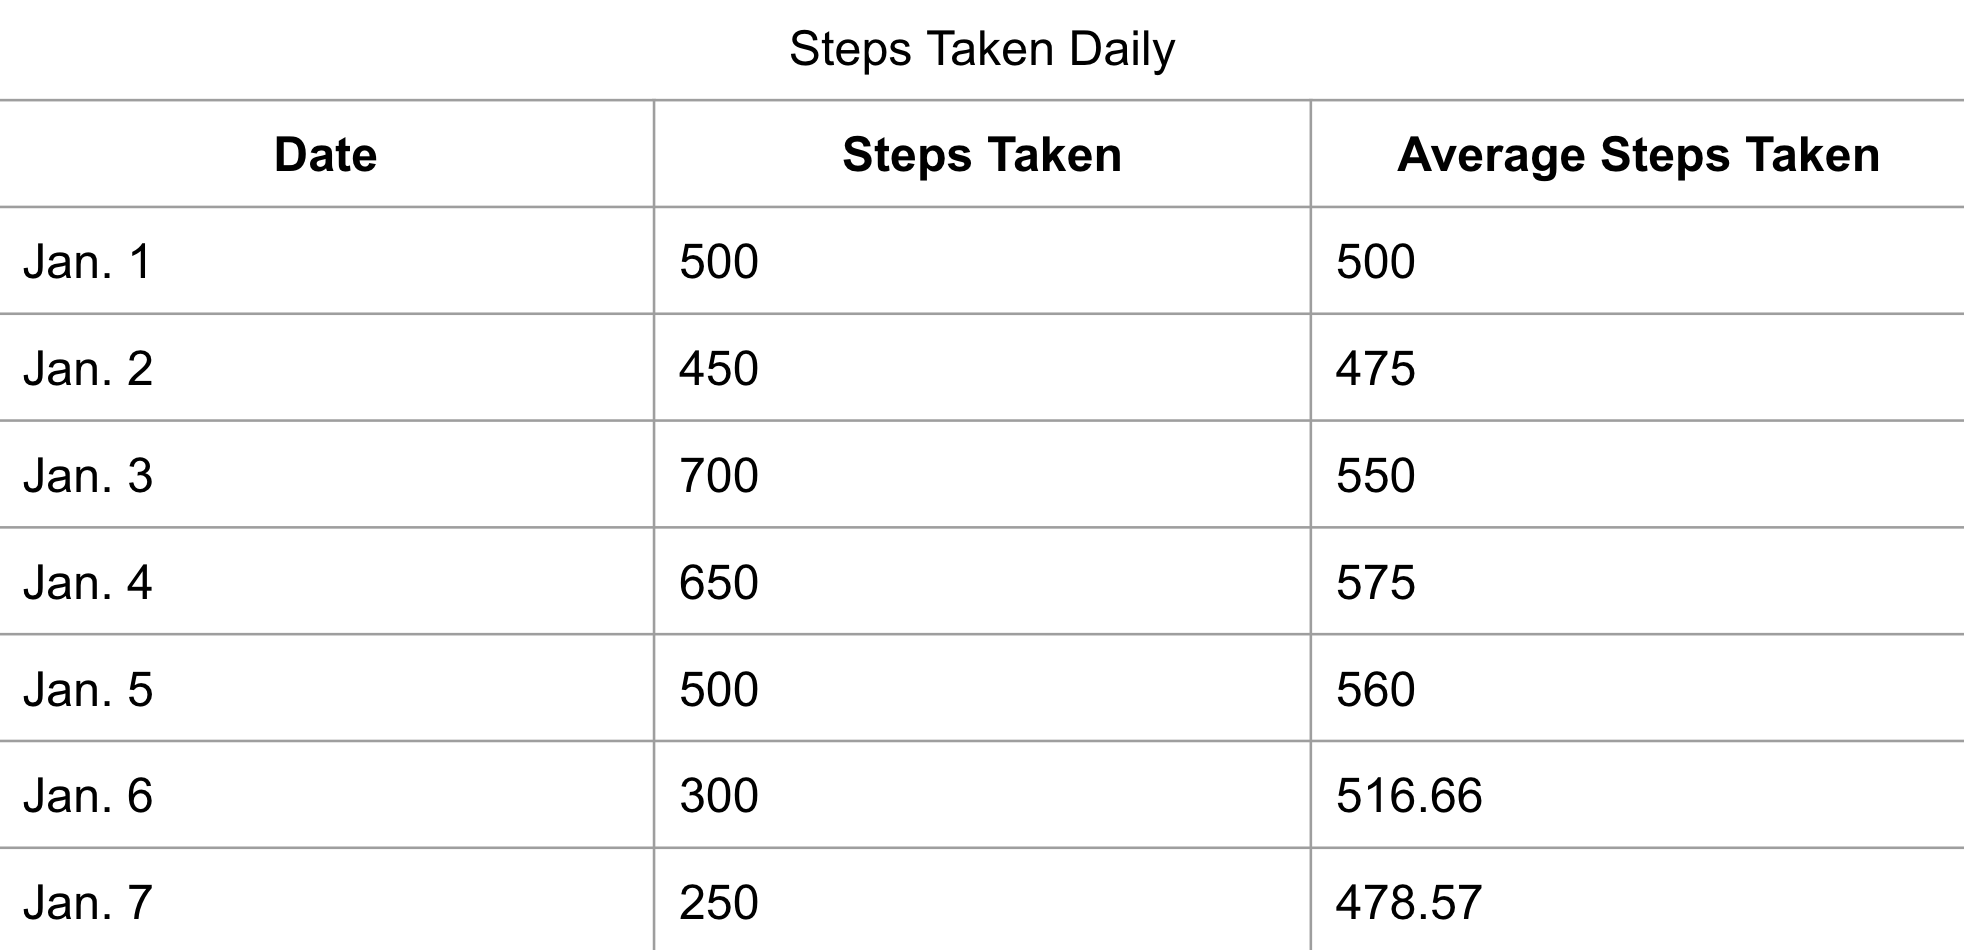 Steps Taken Daily
Date Steps Taken Average Steps Taken
Jan. 1 500 500
Jan. 2 450 475
Jan. 3 700 550
Jan. 4 650 575
Jan. 5 500 560
Jan. 6 300 516.66
Jan. 7 250 478.57